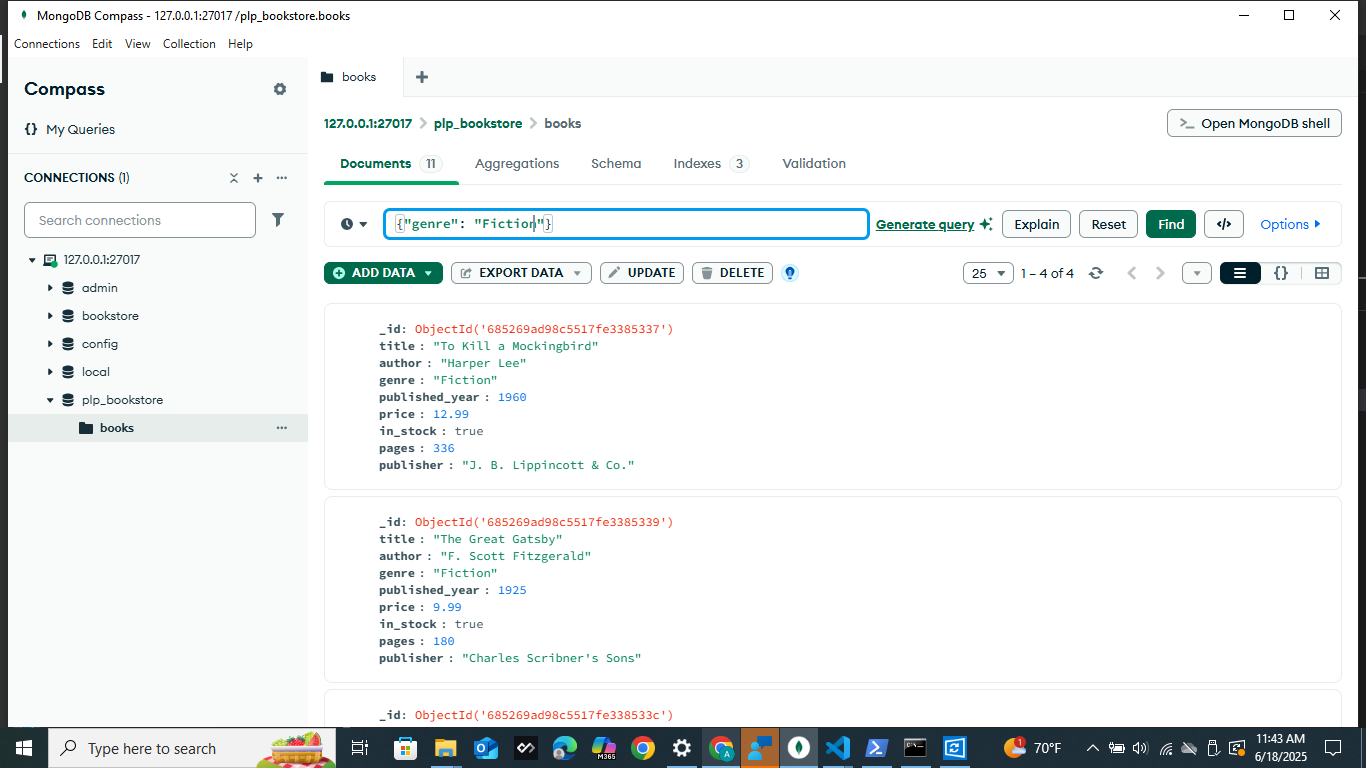 MongoDB Compass - 127.0.0.1:27017 /plp_bookstore.books
Connections Edit View Collection Help
Compass
My Queries
CONNECTIONS (1)
Search connections
127.0.0.1:27017
admin
bookstore
config
local
plp_bookstore
books
books
127.0.0.1:27017 > plp_bookstore > books
>_ Open MongoDB shell
Documents 11 Aggregations Schema Indexes 3 Validation
{"genre": "Fiction"}
Generate query Explain Reset Find </> Options
ADD DATA EXPORT DATA UPDATE DELETE
25 1 – 4 of 4 {}
_id: ObjectId('685269ad98c5517fe3385337')
title : "To Kill a Mockingbird"
author : "Harper Lee"
genre : "Fiction"
published_year : 1960
price : 12.99
in_stock : true
pages : 336
publisher : "J. B. Lippincott & Co."
_id: ObjectId('685269ad98c5517fe3385339')
title : "The Great Gatsby"
author : "F. Scott Fitzgerald"
genre : "Fiction"
published_year : 1925
price : 9.99
in_stock : true
pages : 180
publisher : "Charles Scribner's Sons"
_id: ObjectId('685269ad98c5517fe338533c')
Type here to search
M365
1
70°F
11:43 AM
6/18/2025